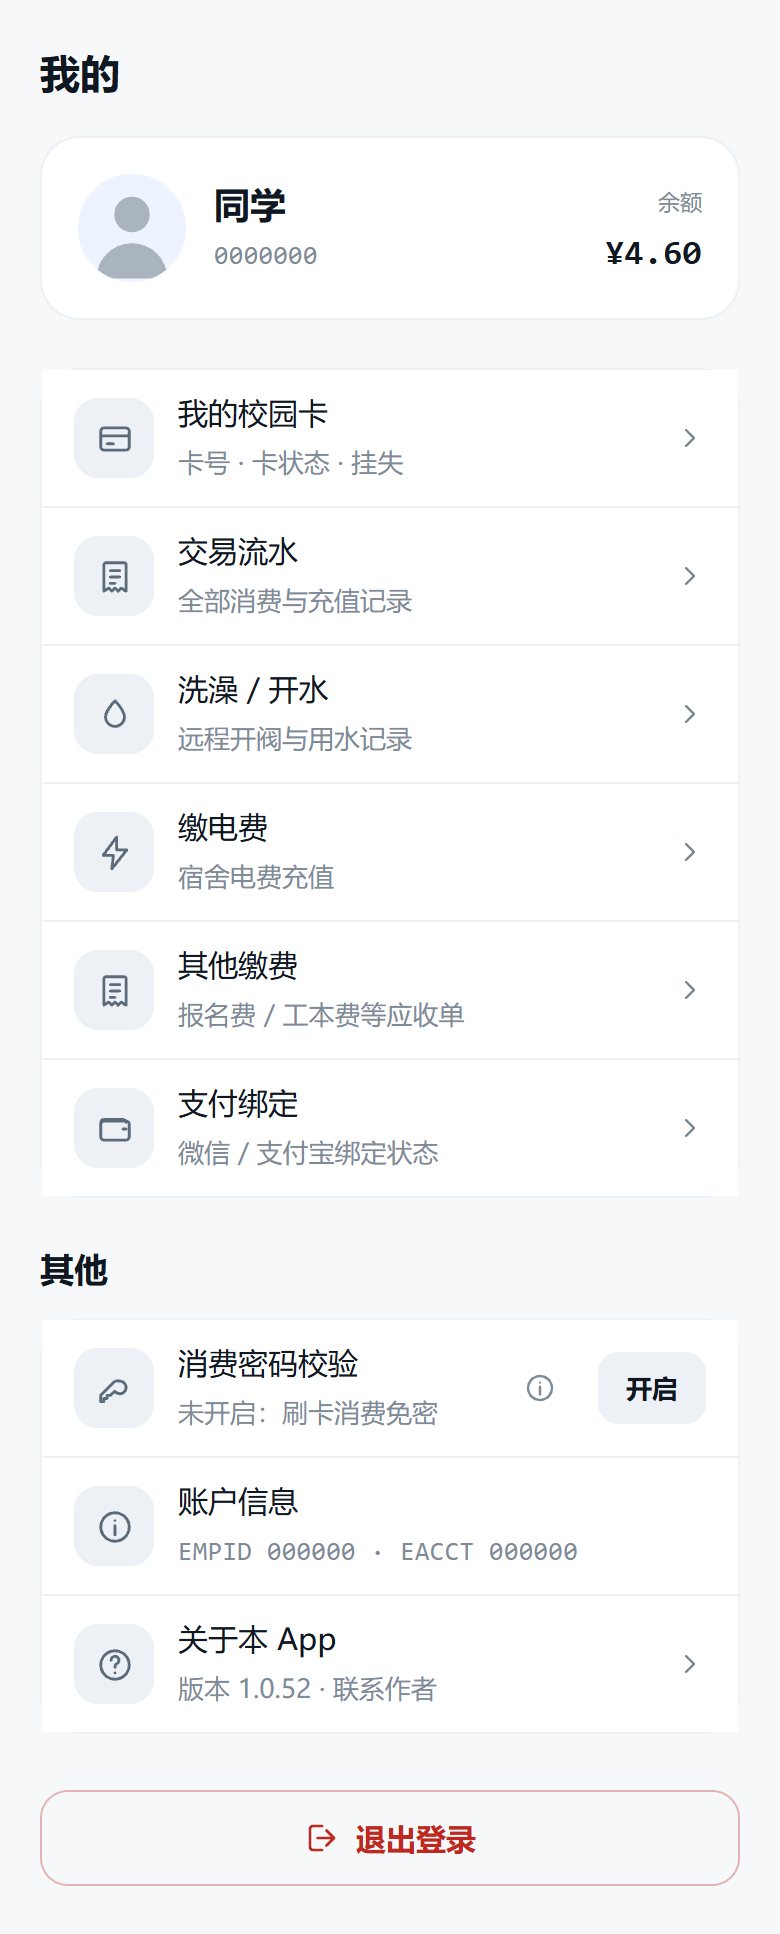 我的
同学
0000000
余额
¥4.60
我的校园卡
卡号 · 卡状态 · 挂失
交易流水
全部消费与充值记录
洗澡 / 开水
远程开阀与用水记录
缴电费
宿舍电费充值
其他缴费
报名费 / 工本费等应收单
支付绑定
微信 / 支付宝绑定状态
其他
消费密码校验
未开启：刷卡消费免密
开启
账户信息
EMPID 000000 · EACCT 000000
关于本 App
版本 1.0.52 · 联系作者
退出登录